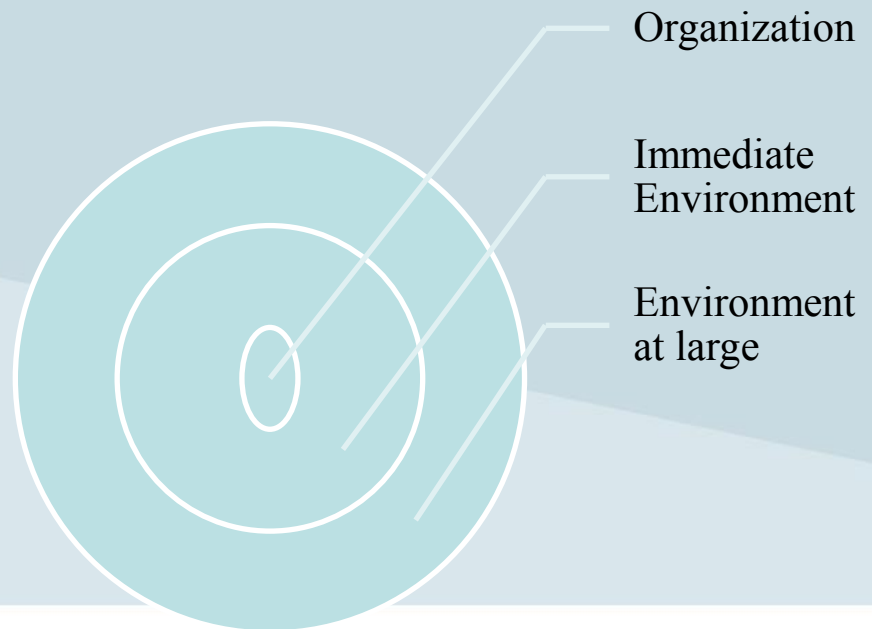 Organization
Immediate
Environment
Environment
at large